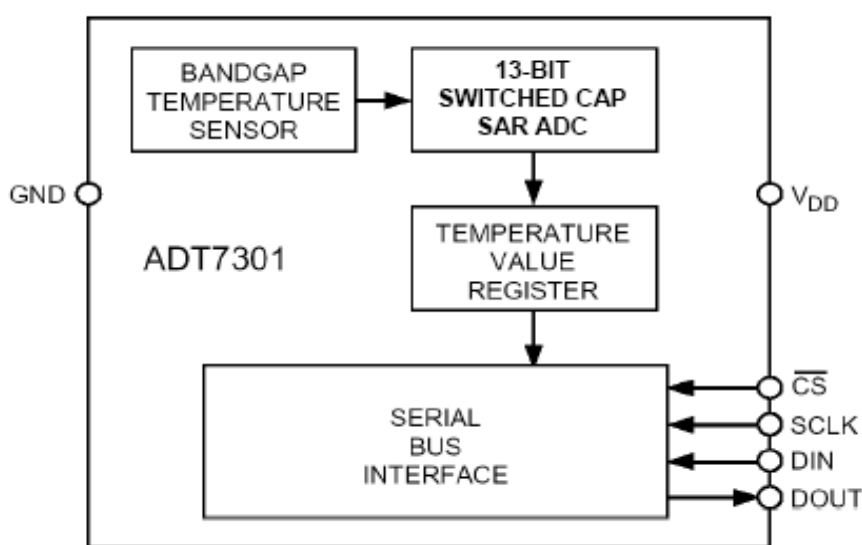 BANDGAP
TEMPERATURE
SENSOR
13-BIT
SWITCHED CAP
SAR ADC
GND
VDD
TEMPERATURE
VALUE
REGISTER
ADT7301
SERIAL
BUS
INTERFACE
C̅S̅
SCLK
DIN
DOUT